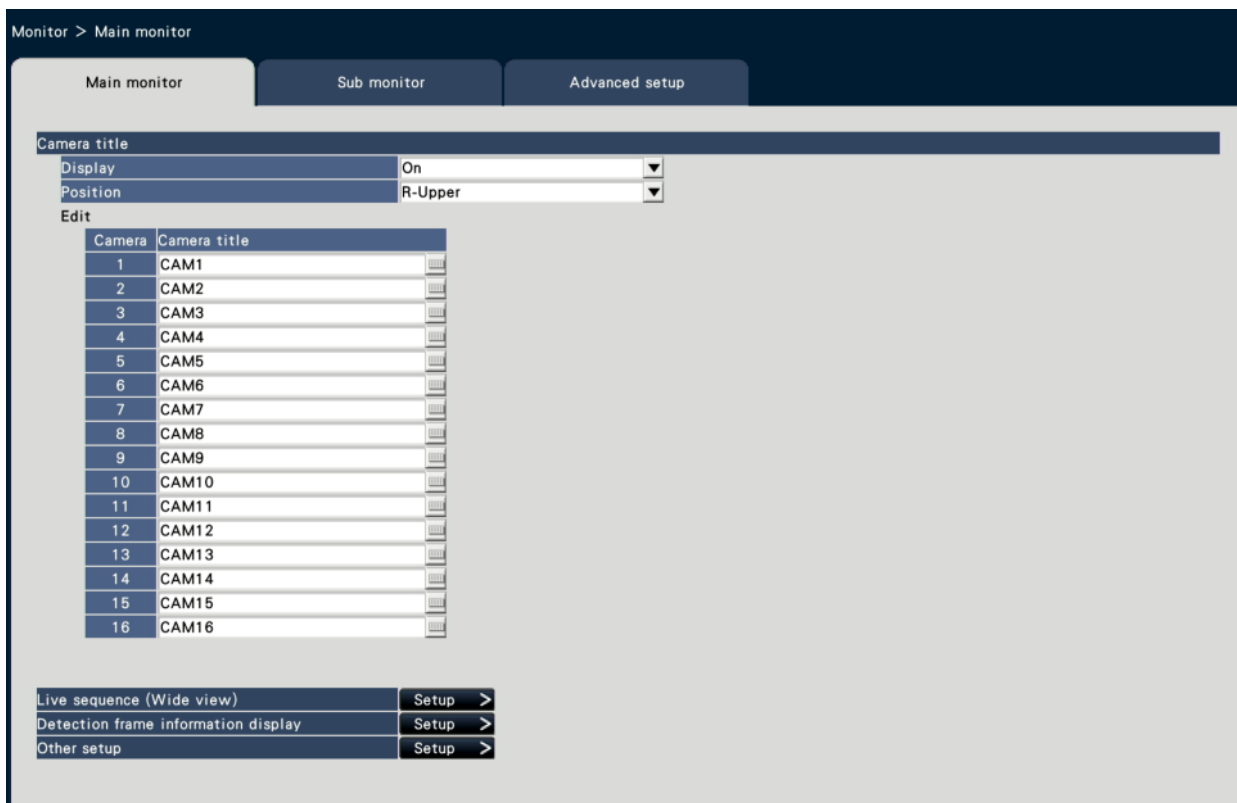 Monitor > Main monitor
Main monitor Sub monitor Advanced setup
Camera title
Display On
Position R-Upper
Edit
Camera Camera title
1 CAM1
2 CAM2
3 CAM3
4 CAM4
5 CAM5
6 CAM6
7 CAM7
8 CAM8
9 CAM9
10 CAM10
11 CAM11
12 CAM12
13 CAM13
14 CAM14
15 CAM15
16 CAM16
Live sequence (Wide view) Setup >
Detection frame information display Setup >
Other setup Setup >